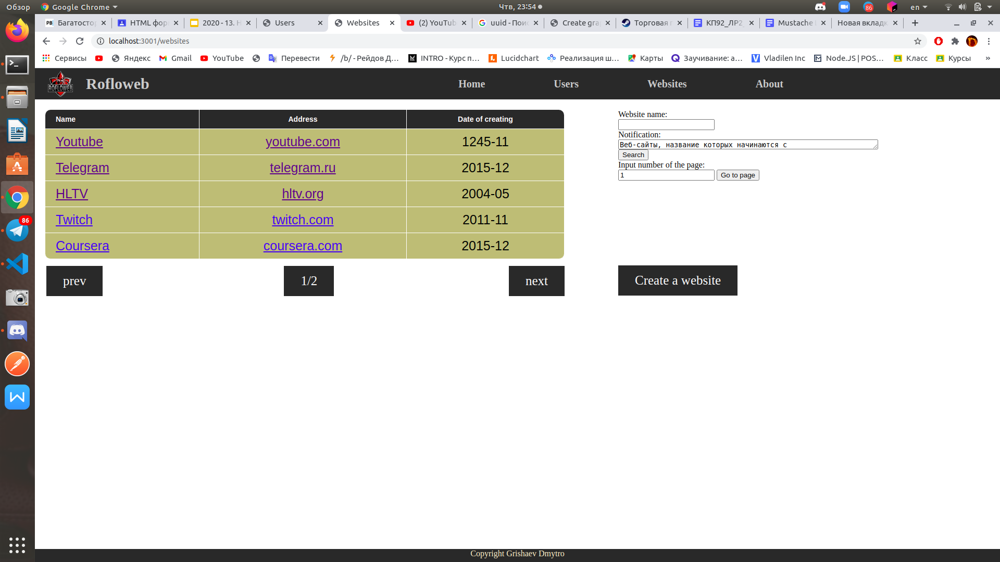 Обзор Google Chrome Чтв, 23:54 86 en
Багатостор HTML фор 2020 - 13. Н Users Websites (2) YouTub uuid - Поис Create gra Торговая п КП92_ЛР2_ Mustache Новая вкладк
localhost:3001/websites
Сервисы Яндекс Gmail YouTube Перевести /b/ - Рейдов Д… INTRO - Курс п… Lucidchart Реализация ш… Карты Заучивание: а… Vladilen Inc Node.JS | POS… Класс Курсы »
ROFLOWEB Rofloweb Home Users Websites About
Name Address Date of creating
Youtube youtube.com 1245-11
Telegram telegram.ru 2015-12
HLTV hltv.org 2004-05
Twitch twitch.com 2011-11
Coursera coursera.com 2015-12
prev 1/2 next
Website name:
Notification:
Веб-сайты, название которых начинаются с
Search
Input number of the page:
1 Go to page
Create a website
86
Copyright Grishaev Dmytro